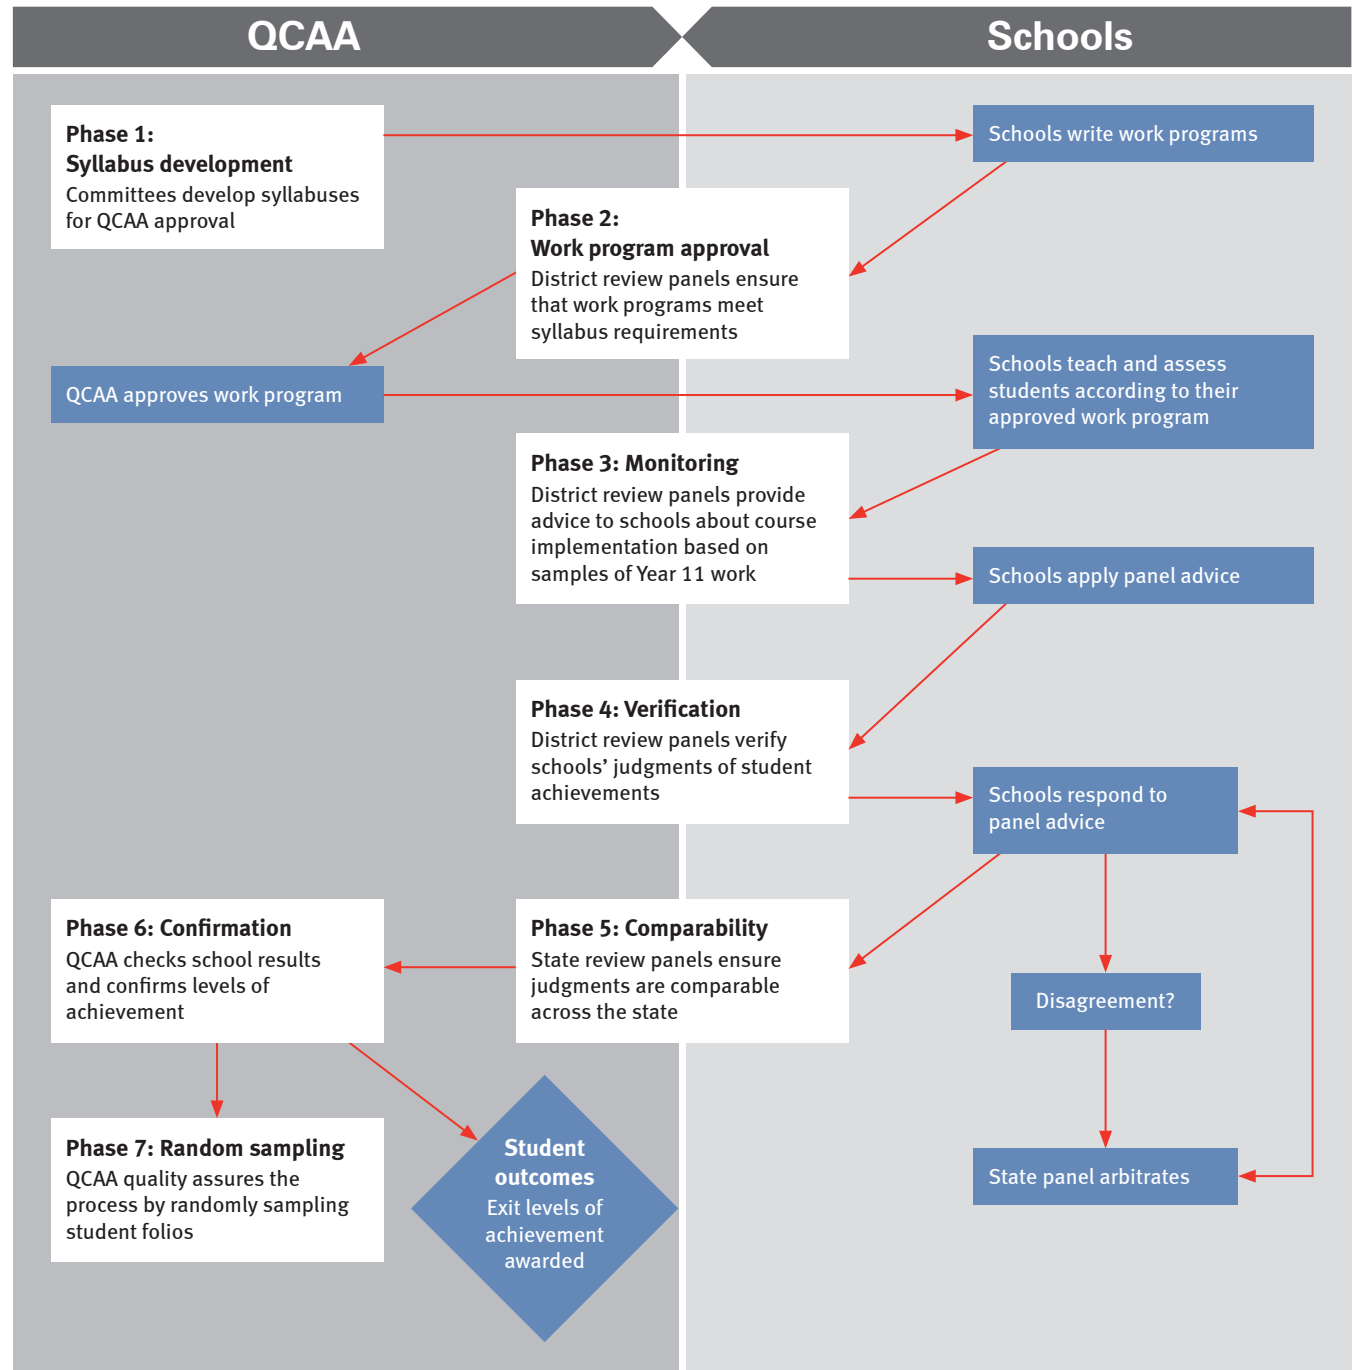 QCAA
Schools
Phase 1:
Syllabus development
Committees develop syllabuses
for QCAA approval
Schools write work programs
Phase 2:
Work program approval
District review panels ensure
that work programs meet
syllabus requirements
QCAA approves work program
Schools teach and assess
students according to their
approved work program
Phase 3: Monitoring
District review panels provide
advice to schools about course
implementation based on
samples of Year 11 work
Schools apply panel advice
Phase 4: Verification
District review panels verify
schools’ judgments of student
achievements
Schools respond to
panel advice
Phase 5: Comparability
State review panels ensure
judgments are comparable
across the state
Phase 6: Confirmation
QCAA checks school results
and confirms levels of
achievement
Disagreement?
Phase 7: Random sampling
QCAA quality assures the
process by randomly sampling
student folios
Student
outcomes
Exit levels of
achievement
awarded
State panel arbitrates